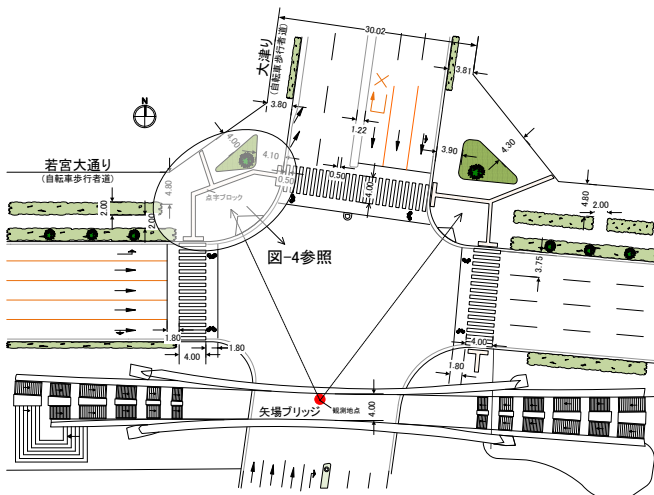 30.02
大津り
(自転車歩行者道)
3.80
3.81
N
1.22
4.00
4.10
3.90
4.30
若宮大通り
(自転車歩行者道)
0.50
0.50
4.00
4.80
点字ブロック
4.80
2.00
2.00
2.00
図-4参照
3.75
1.80
4.00
1.80
4.00
1.80
矢場ブリッジ
観測地点
4.00